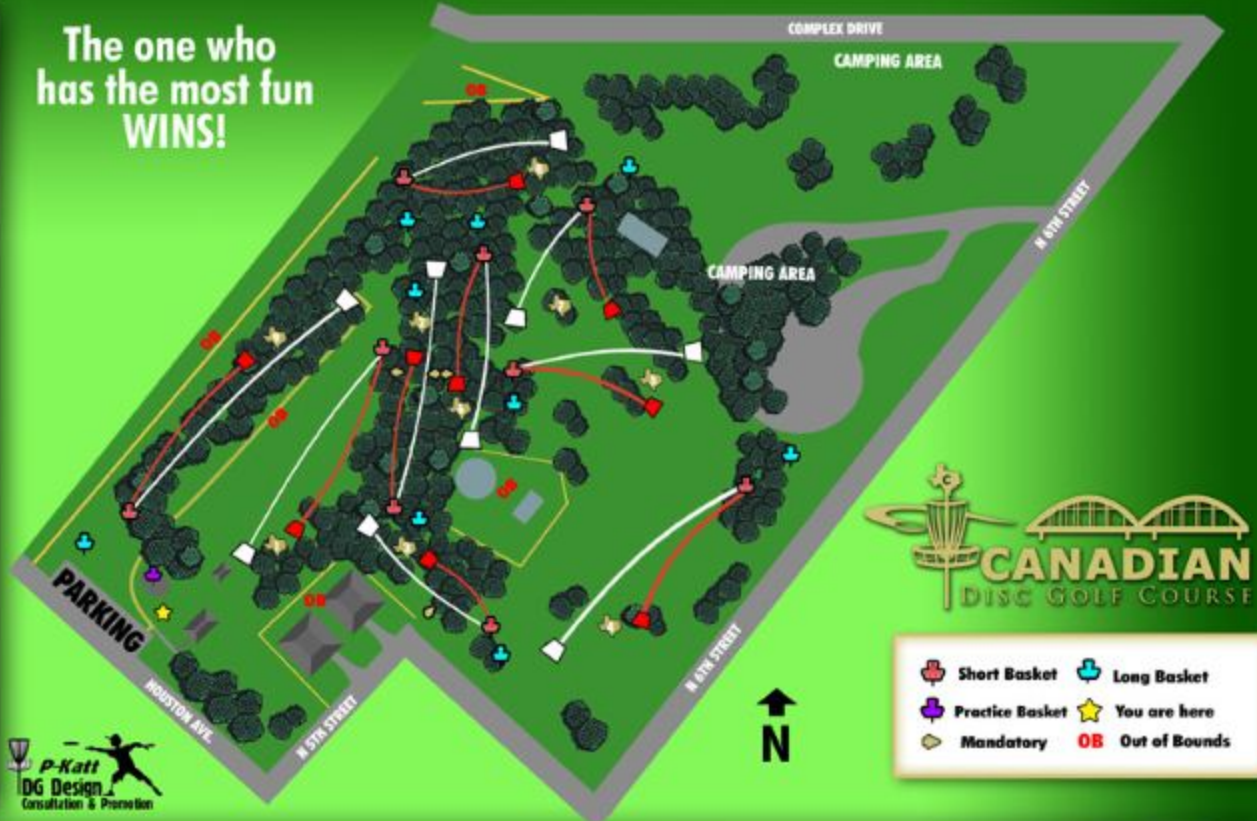 The one who
has the most fun
WINS!
COMPLEX DRIVE
CAMPING AREA
OB
N 6TH STREET
CAMPING AREA
OB
OB
OB
OB
PARKING
HOUSTON AVE.
N 5TH STREET
N 6TH STREET
N
C
CANADIAN
DISC GOLF COURSE
Short Basket
Long Basket
Practice Basket
You are here
Mandatory
OB Out of Bounds
P-Katt
DG Design
Consultation & Promotion